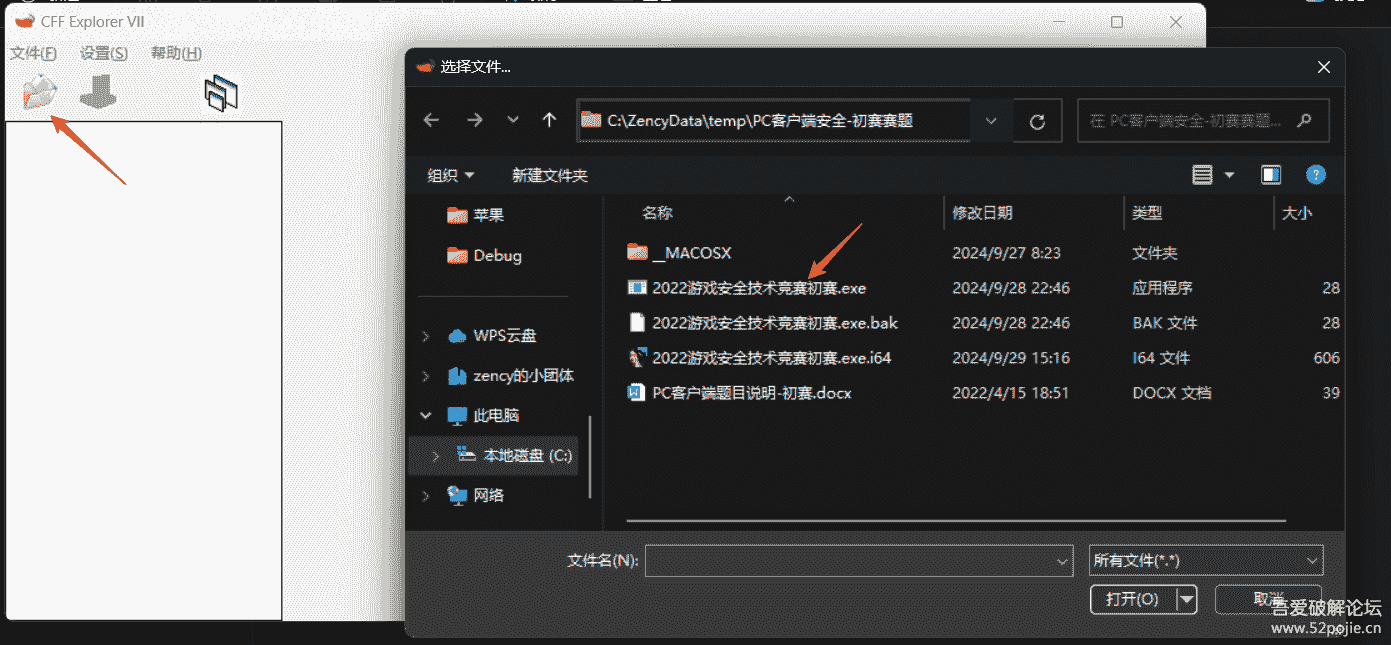 CFF Explorer VII
文件(F) 设置(S) 帮助(H)
选择文件...
C:\ZencyData\temp\PC客户端安全-初赛赛题
在 PC客户端安全-初赛赛题...
组织 新建文件夹
名称 修改日期 类型 大小
苹果
Debug
WPS云盘
zency的小团体
此电脑
本地磁盘 (C:)
网络
__MACOSX 2024/9/27 8:23 文件夹
2022游戏安全技术竞赛初赛.exe 2024/9/28 22:46 应用程序 28
2022游戏安全技术竞赛初赛.exe.bak 2024/9/28 22:46 BAK 文件 28
2022游戏安全技术竞赛初赛.exe.i64 2024/9/29 15:16 I64 文件 606
PC客户端题目说明-初赛.docx 2022/4/15 18:51 DOCX 文档 39
文件名(N): 所有文件(*.*)
打开(O) 取消
吾爱破解论坛
www.52pojie.cn